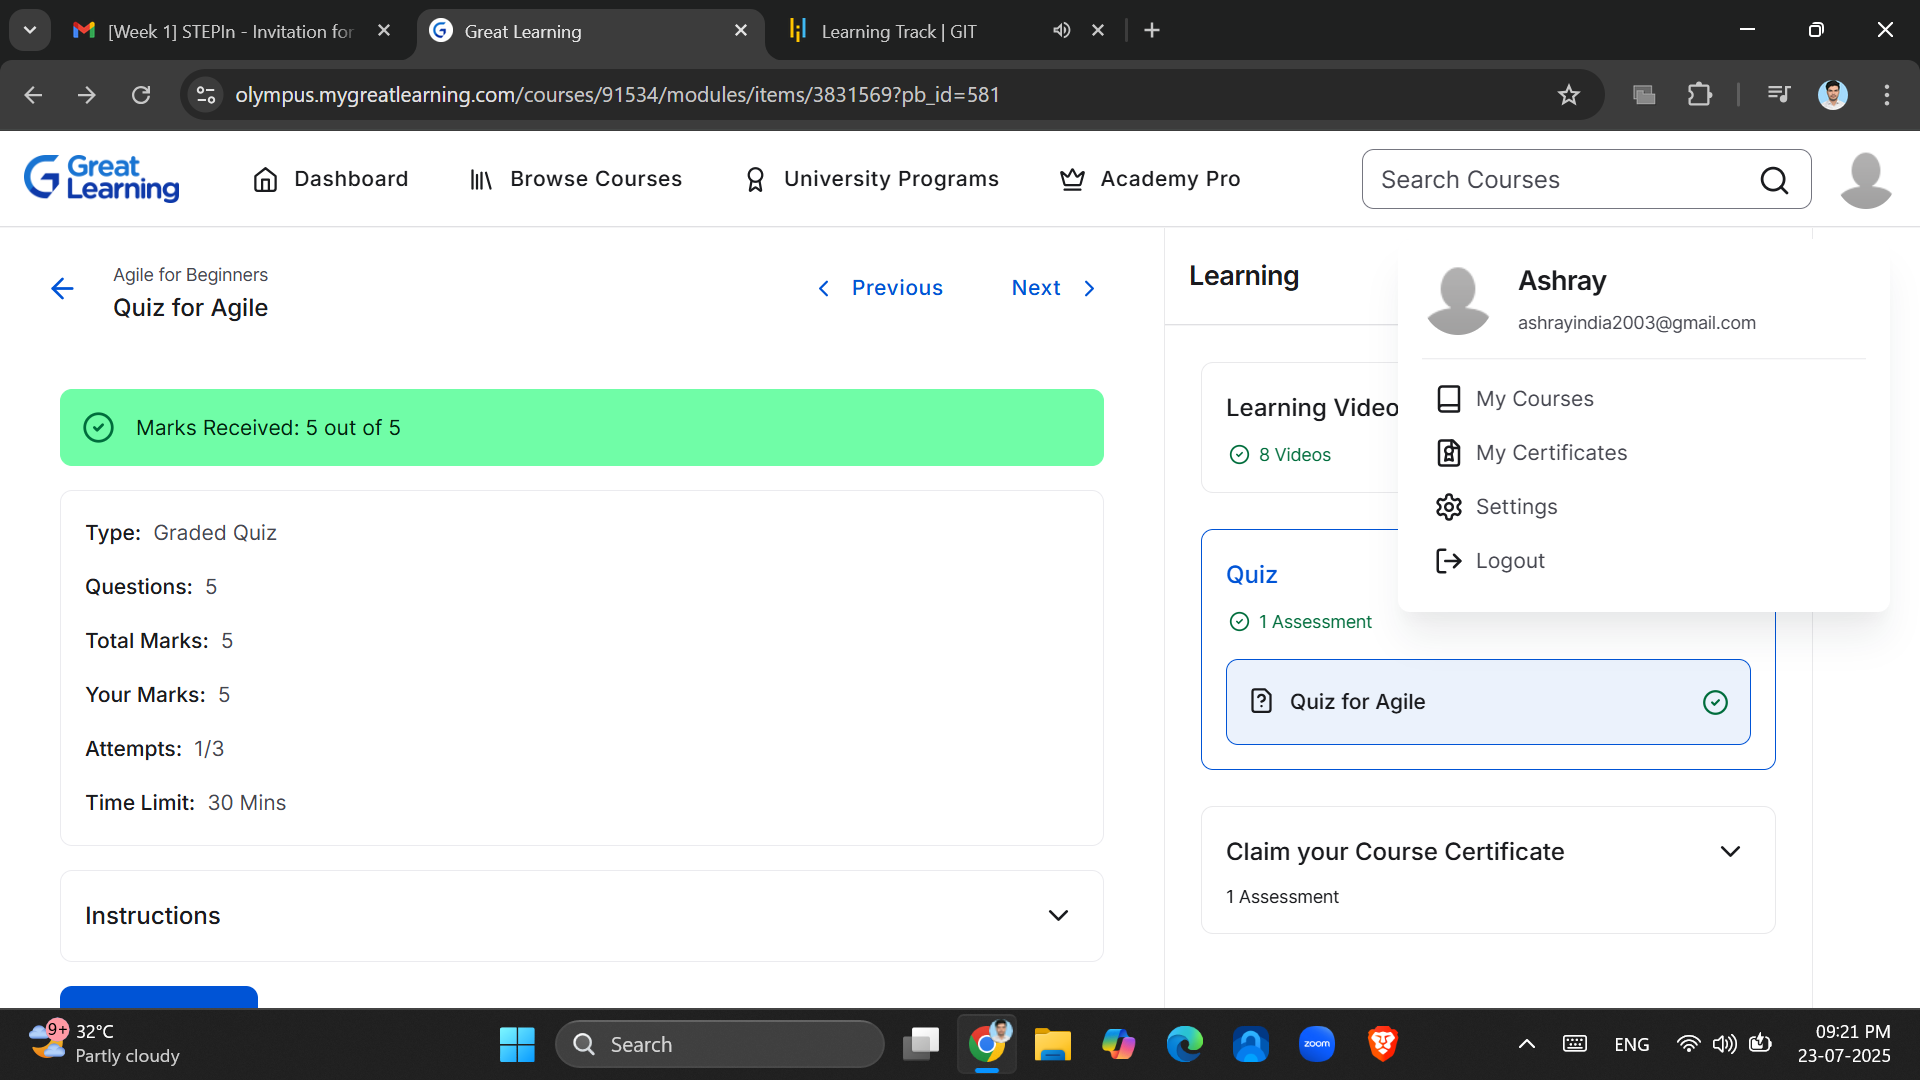 [Week 1] STEPIn - Invitation for
Great Learning
Learning Track | GIT
olympus.mygreatlearning.com/courses/91534/modules/items/3831569?pb_id=581
Great
Learning
Dashboard
Browse Courses
University Programs
Academy Pro
Search Courses
Agile for Beginners
Quiz for Agile
Previous
Next
Marks Received: 5 out of 5
Type: Graded Quiz
Questions: 5
Total Marks: 5
Your Marks: 5
Attempts: 1/3
Time Limit: 30 Mins
Instructions
Learning
Learning Video
8 Videos
Quiz
1 Assessment
Quiz for Agile
Claim your Course Certificate
1 Assessment
Ashray
ashrayindia2003@gmail.com
My Courses
My Certificates
Settings
Logout
9+
32°C
Partly cloudy
Search
zoom
ENG
09:21 PM
23-07-2025